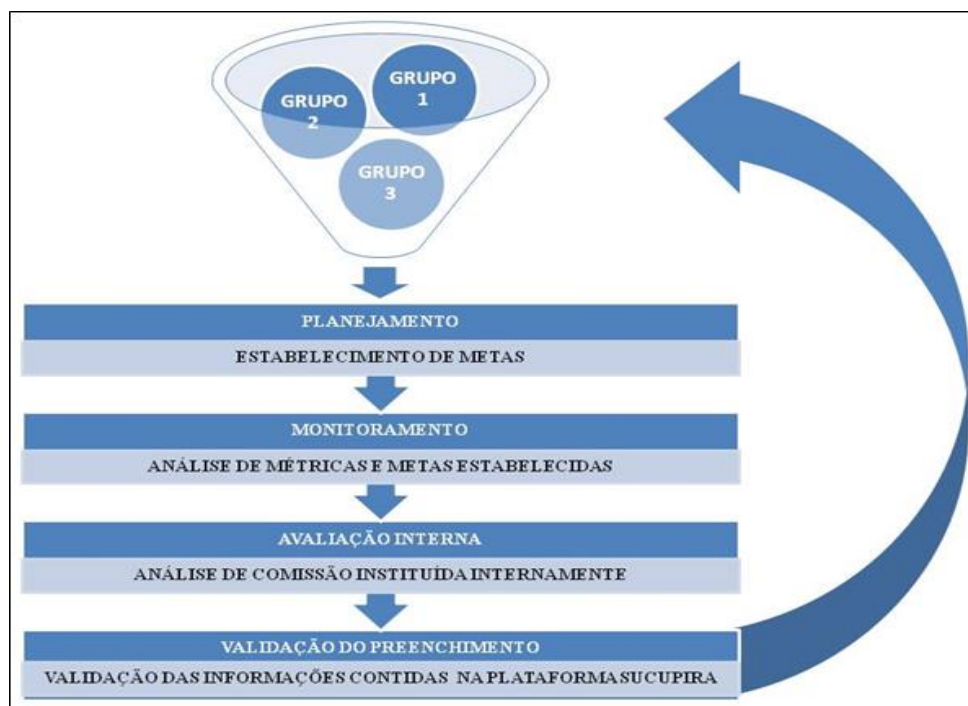 GRUPO
1
GRUPO
2
GRUPO
3
PLANEJAMENTO
ESTABELECIMENTO DE METAS
MONITORAMENTO
ANÁLISE DE MÉTRICAS E METAS ESTABELECIDAS
AVALIAÇÃO INTERNA
ANÁLISE DE COMISSÃO INSTITUÍDA INTERNAMENTE
VALIDAÇÃO DO PREENCHIMENTO
VALIDAÇÃO DAS INFORMAÇÕES CONTIDAS NA PLATAFORMA SUCUPIRA